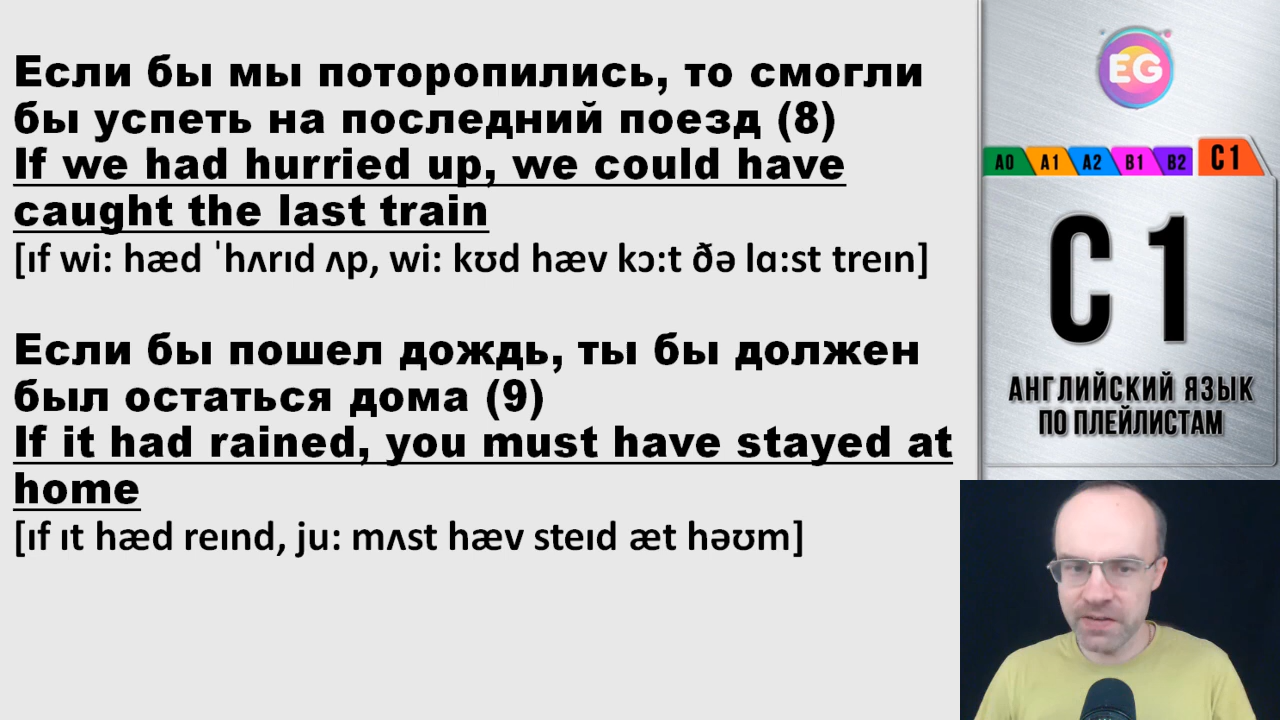 Если бы мы поторопились, то смогли
бы успеть на последний поезд (8)
If we had hurried up, we could have
caught the last train
[ɪf wi: hæd ˈhʌrɪd ʌp, wi: kʊd hæv kɔ:t ðə lɑ:st treɪn]
Если бы пошел дождь, ты бы должен
был остаться дома (9)
If it had rained, you must have stayed at
home
[ɪf ɪt hæd reɪnd, ju: mʌst hæv steɪd æt həʊm]
EG
A0 A1 A2 B1 B2 C1
C1
АНГЛИЙСКИЙ ЯЗЫК
ПО ПЛЕЙЛИСТАМ